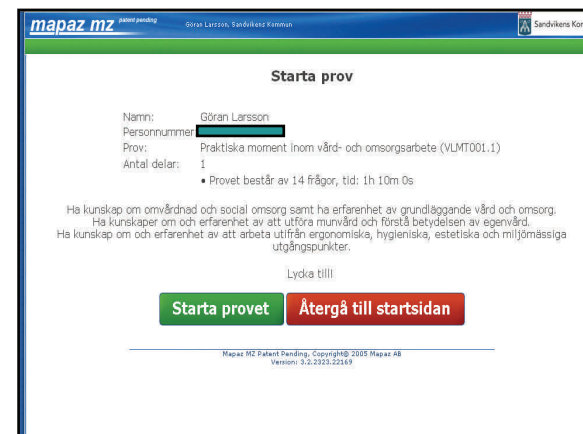 mapaz mz patent pending Göran Larsson, Sandvikens Kommun Sandvikens Kor
Starta prov
Namn: Göran Larsson
Personnummer
Prov: Praktiska moment inom vård- och omsorgsarbete (VLMT001.1)
Antal delar: 1
• Provet består av 14 frågor, tid: 1h 10m 0s
Ha kunskap om omvårdnad och social omsorg samt ha erfarenhet av grundläggande vård och omsorg.
Ha kunskaper om och erfarenhet av att utföra munvård och förstå betydelsen av egenvård.
Ha kunskap om och erfarenhet av att arbeta utifrån ergonomiska, hygieniska, estetiska och miljömässiga
utgångspunkter.
Lycka till!
Starta provet Återgå till startsidan
Mapaz MZ Patent Pending, Copyright© 2005 Mapaz AB
Version: 3.2.2323.22169